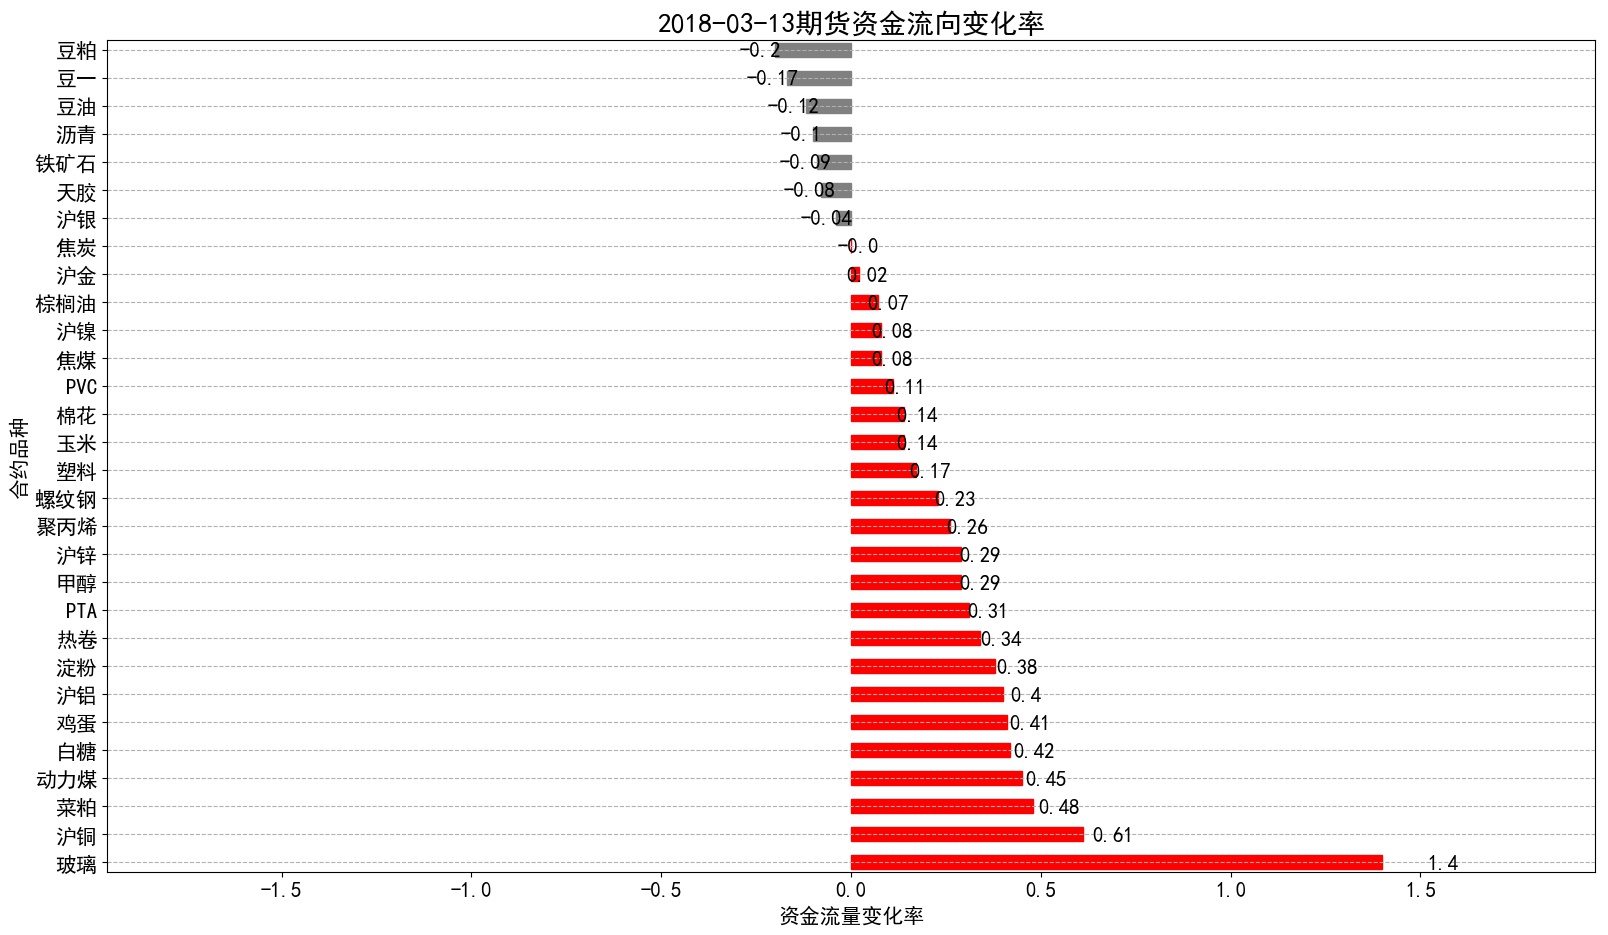 2018-03-13期货资金流向变化率
豆粕 -0.2
豆一 -0.17
豆油 -0.12
沥青 -0.1
铁矿石 -0.09
天胶 -0.08
沪银 -0.04
焦炭 -0.0
沪金 0.02
棕榈油 0.07
沪镍 0.08
焦煤 0.08
PVC 0.11
棉花 0.14
玉米 0.14
塑料 0.17
螺纹钢 0.23
聚丙烯 0.26
沪锌 0.29
甲醇 0.29
PTA 0.31
热卷 0.34
淀粉 0.38
沪铝 0.4
鸡蛋 0.41
白糖 0.42
动力煤 0.45
菜粕 0.48
沪铜 0.61
玻璃 1.4
合约品种
-1.5 -1.0 -0.5 0.0 0.5 1.0 1.5
资金流量变化率